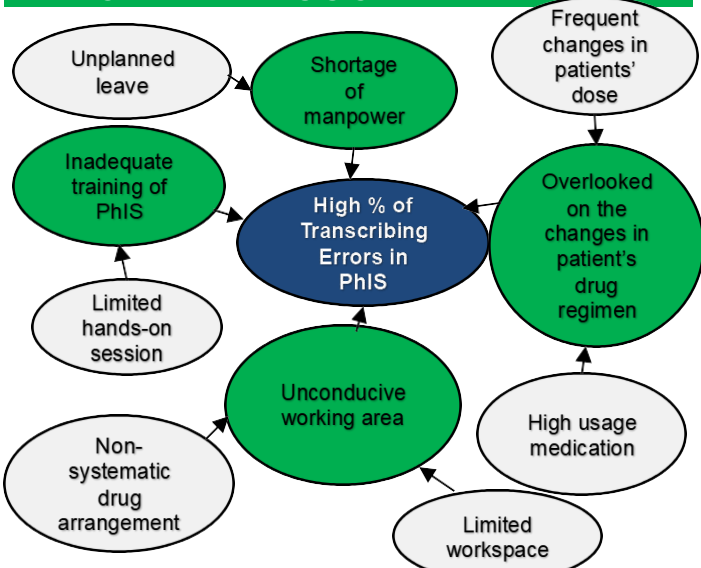 Unplanned
leave
Shortage
of
manpower
Frequent
changes in
patients'
dose
Inadequate
training of
PhIS
High % of
Transcribing
Errors in
PhIS
Overlooked
on the
changes in
patient's
drug
regimen
Limited
hands-on
session
Unconducive
working area
High usage
medication
Non-
systematic
drug
arrangement
Limited
workspace